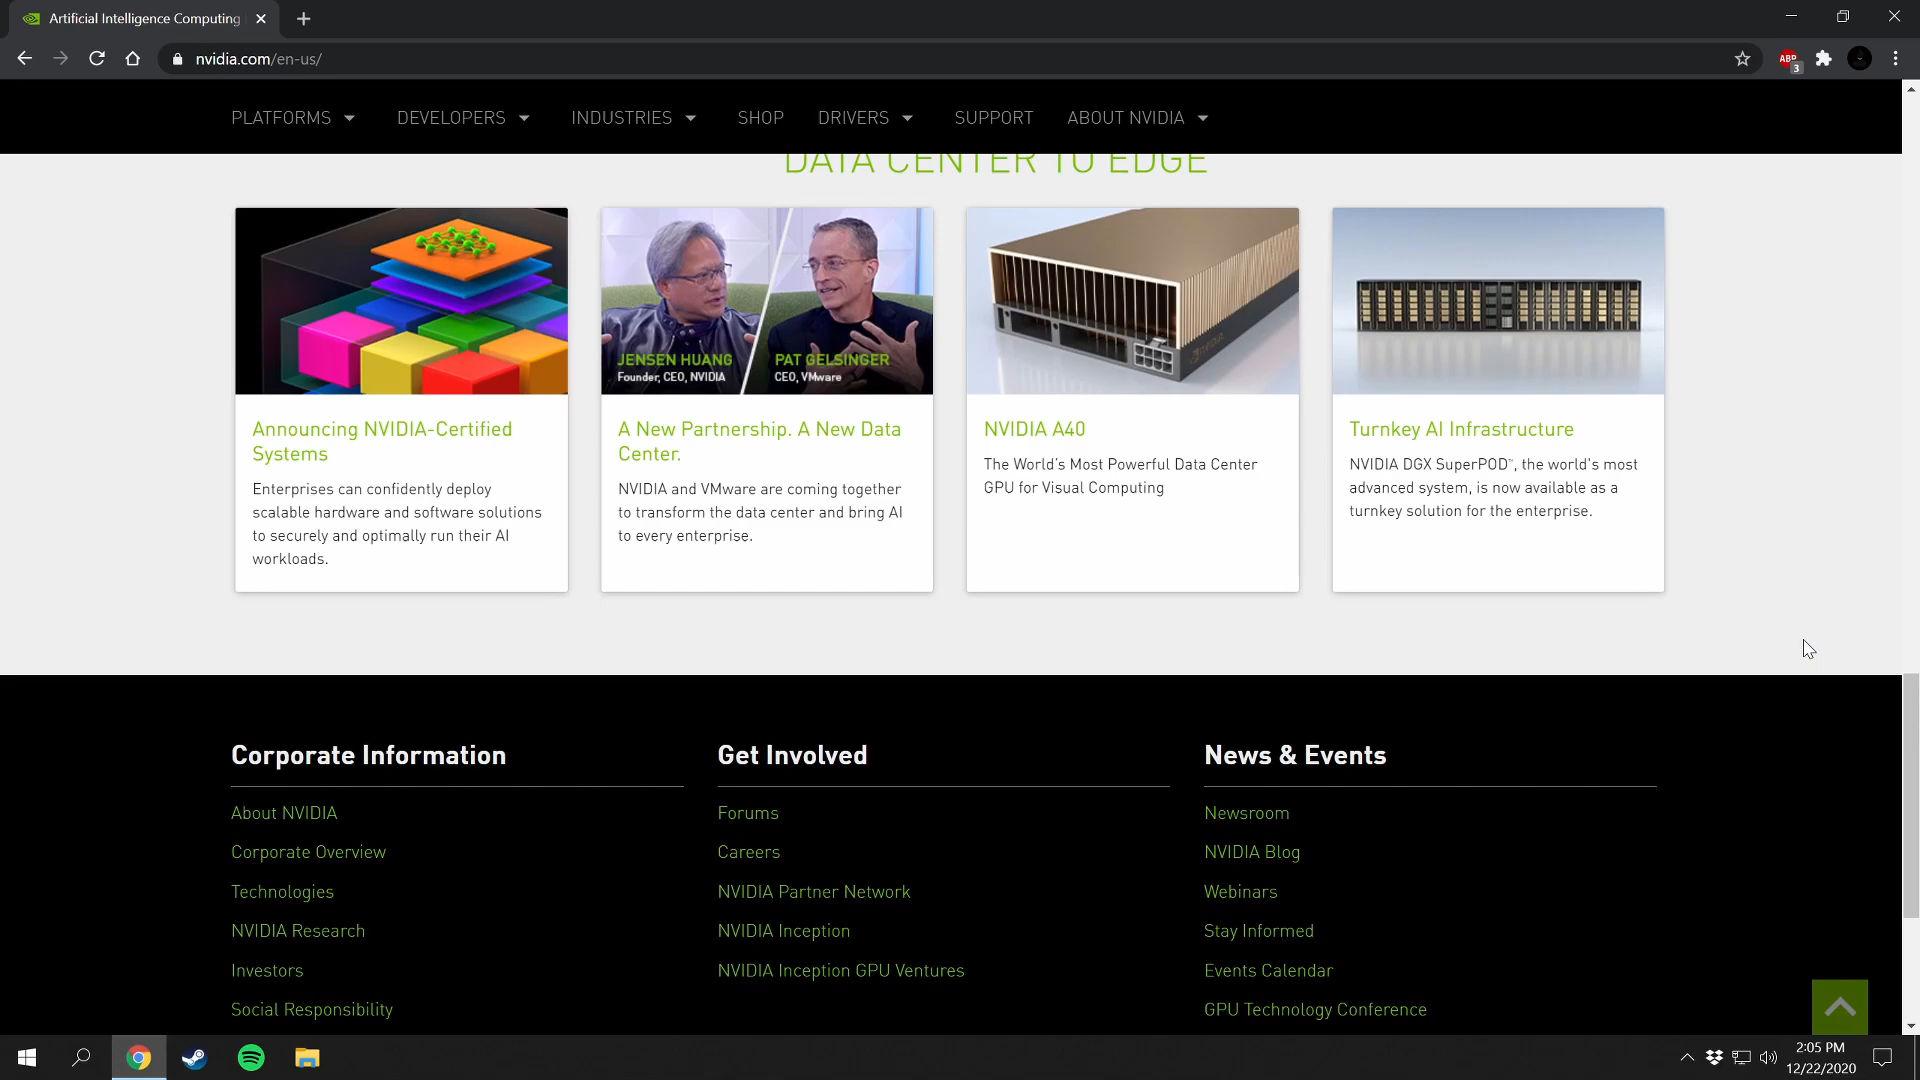 Artificial Intelligence Computing
nvidia.com/en-us/
ABP
3
PLATFORMS
DEVELOPERS
INDUSTRIES
SHOP
DRIVERS
SUPPORT
ABOUT NVIDIA
DATA CENTER TO EDGE
JENSEN HUANG
Founder, CEO, NVIDIA
PAT GELSINGER
CEO, VMware
Announcing NVIDIA-Certified
Systems
Enterprises can confidently deploy
scalable hardware and software solutions
to securely and optimally run their AI
workloads.
A New Partnership. A New Data
Center.
NVIDIA and VMware are coming together
to transform the data center and bring AI
to every enterprise.
NVIDIA A40
The World’s Most Powerful Data Center
GPU for Visual Computing
Turnkey AI Infrastructure
NVIDIA DGX SuperPOD™, the world's most
advanced system, is now available as a
turnkey solution for the enterprise.
Corporate Information
About NVIDIA
Corporate Overview
Technologies
NVIDIA Research
Investors
Social Responsibility
Get Involved
Forums
Careers
NVIDIA Partner Network
NVIDIA Inception
NVIDIA Inception GPU Ventures
News & Events
Newsroom
NVIDIA Blog
Webinars
Stay Informed
Events Calendar
GPU Technology Conference
2:05 PM
12/22/2020